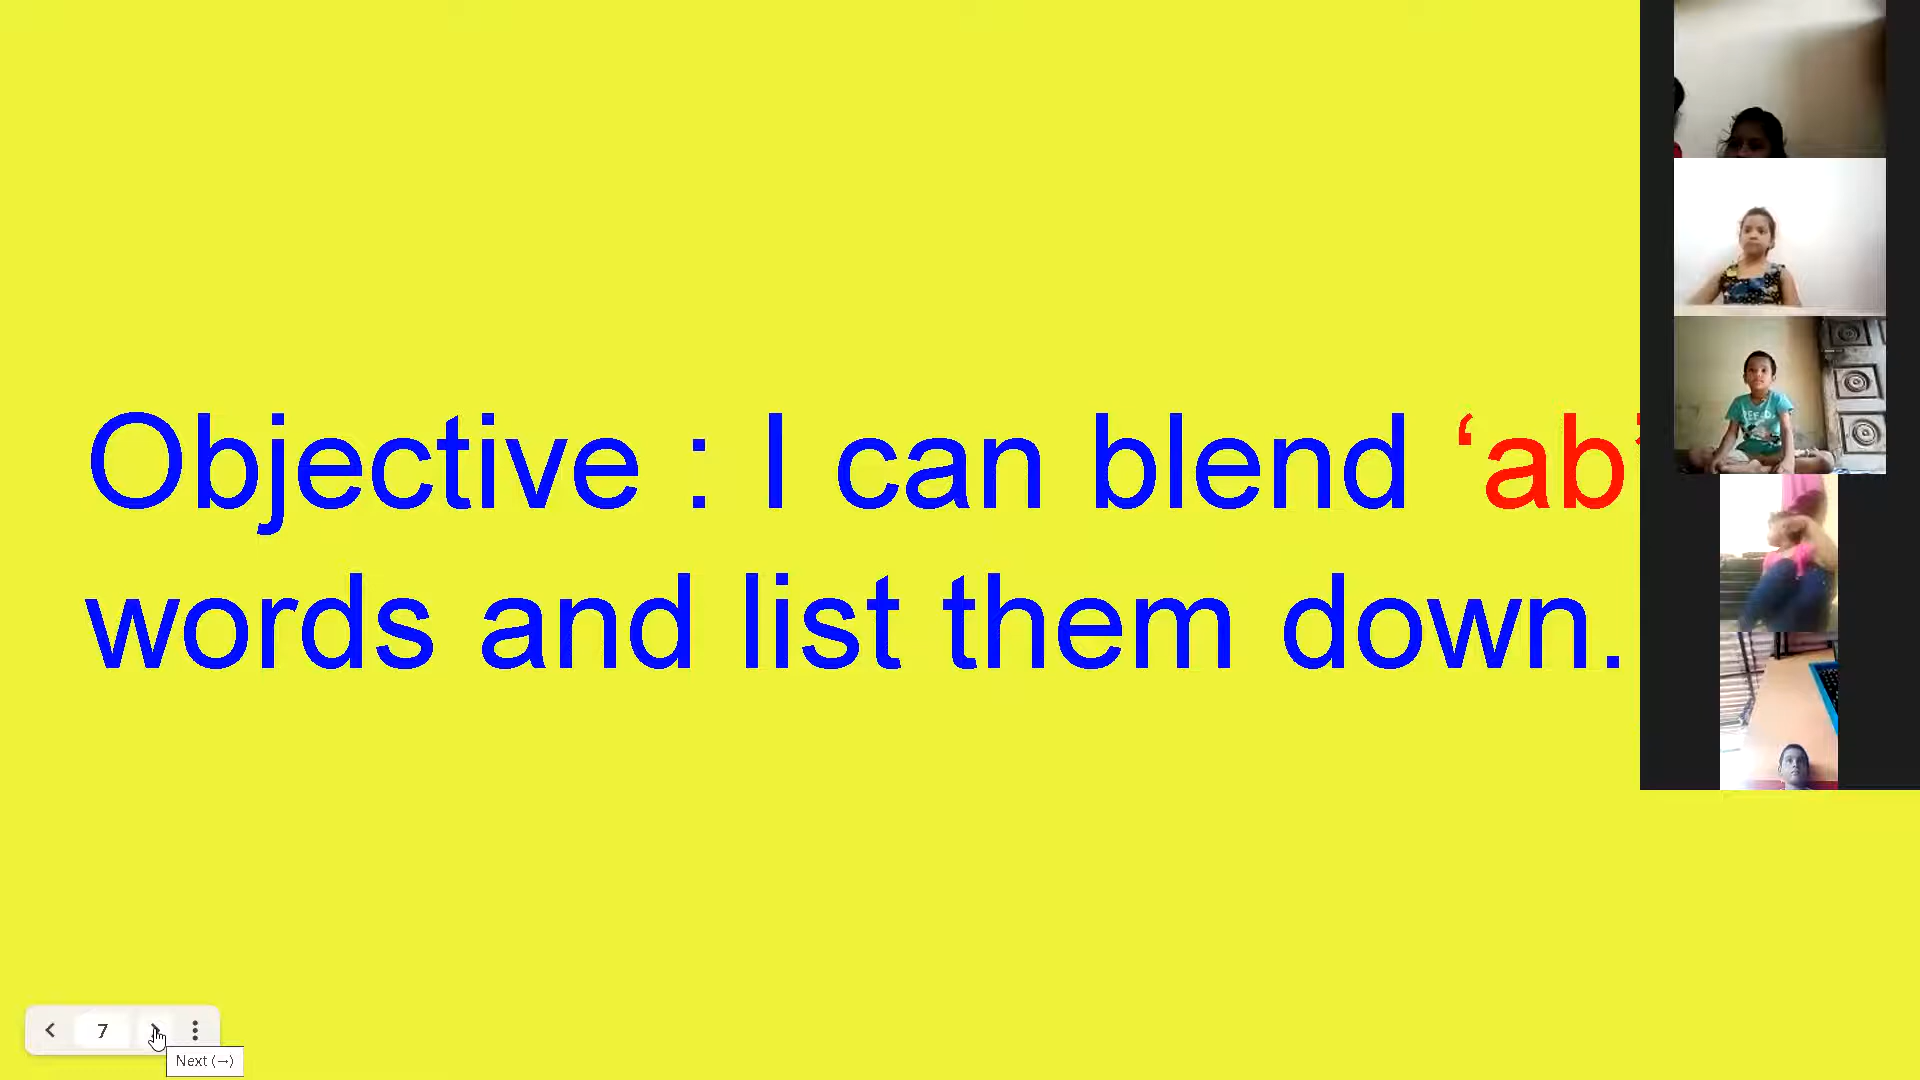 Objective : I can blend ‘ab’
words and list them down.
7
Next (→)